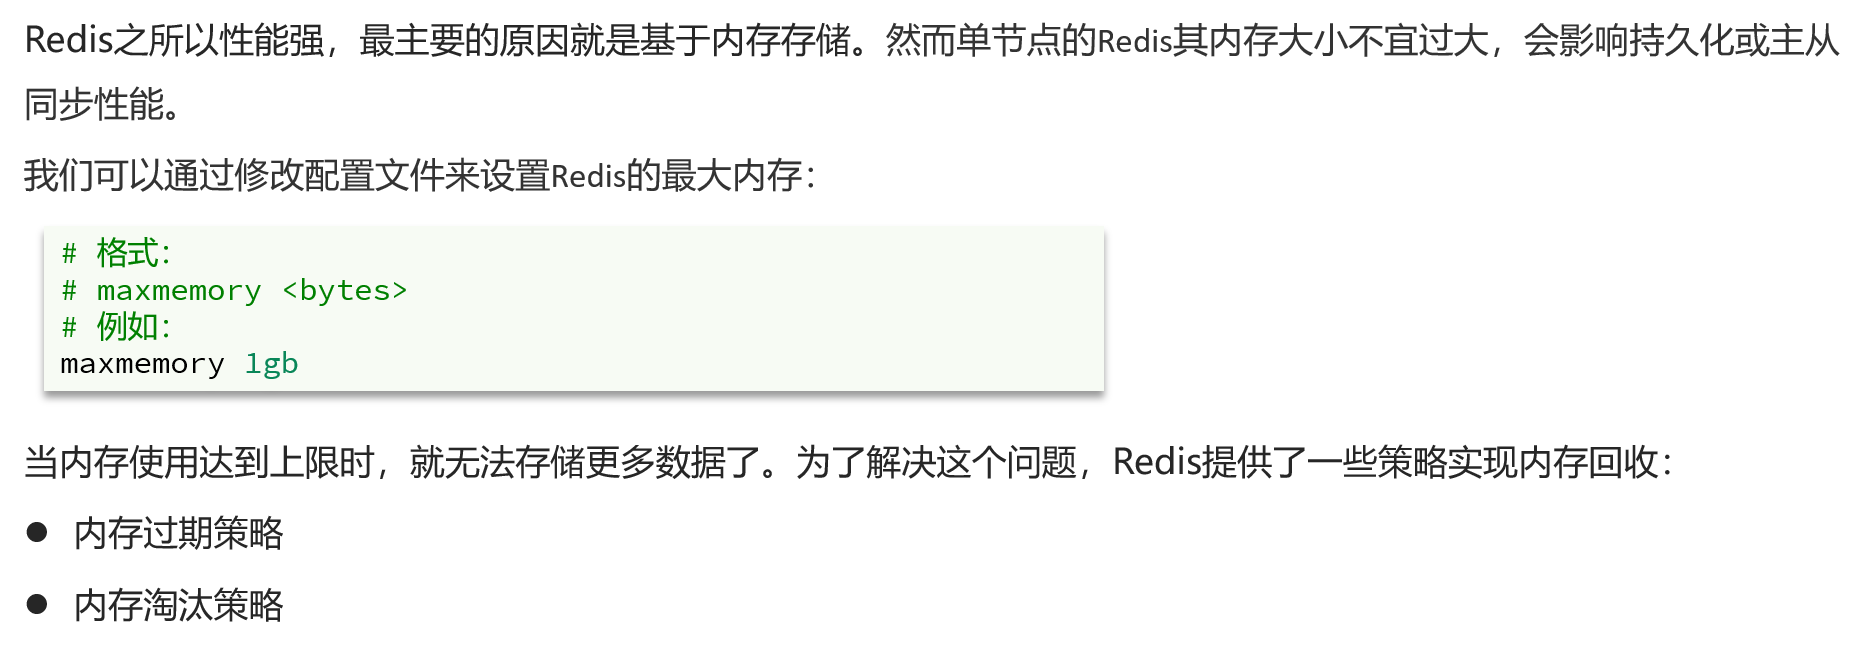 Redis之所以性能强，最主要的原因就是基于内存存储。然而单节点的Redis其内存大小不宜过大，会影响持久化或主从
同步性能。
我们可以通过修改配置文件来设置Redis的最大内存：
# 格式：
# maxmemory <bytes>
# 例如：
maxmemory 1gb
当内存使用达到上限时，就无法存储更多数据了。为了解决这个问题，Redis提供了一些策略实现内存回收：
● 内存过期策略
● 内存淘汰策略